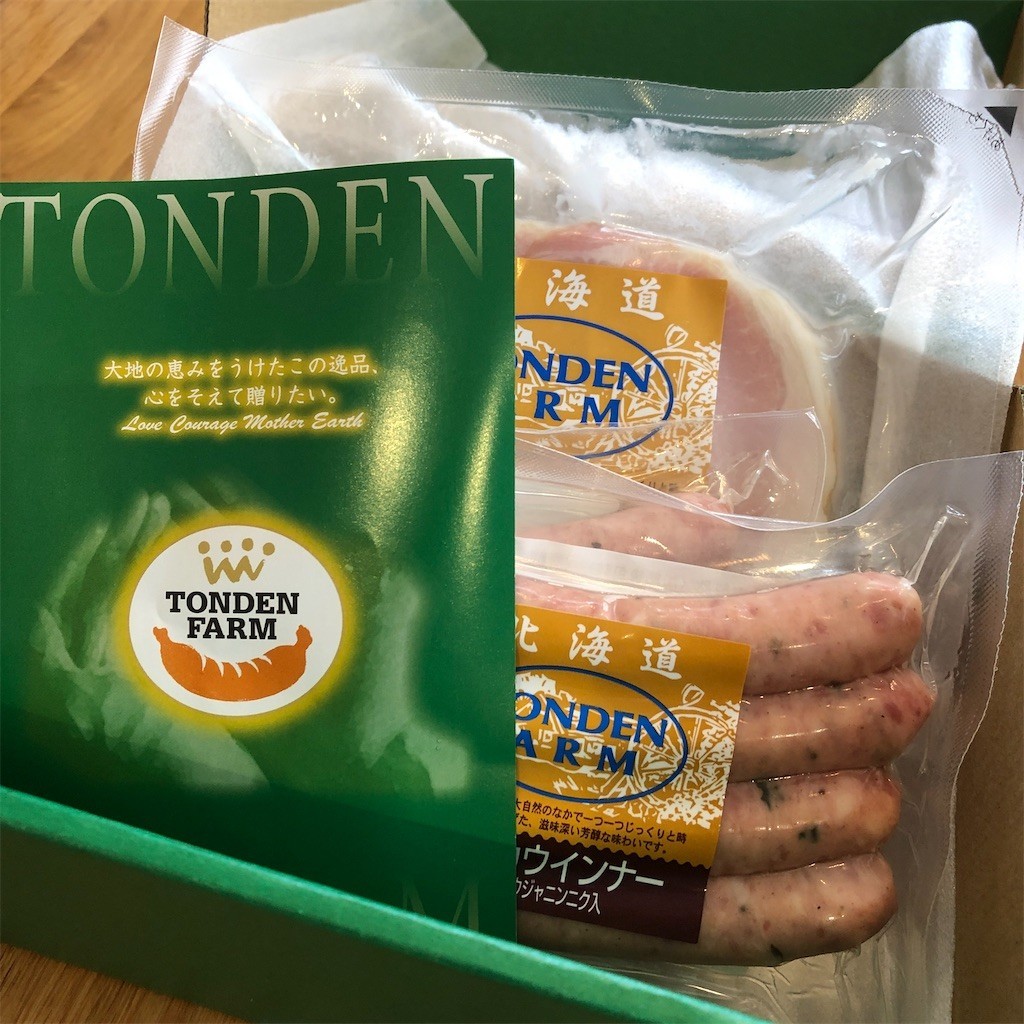 TONDEN
大地の恵みをうけたこの逸品、
心をそえて贈りたい。
Love Courage Mother Earth
TONDEN
FARM
海道
ONDEN
RM
北海道
ONDEN
ARM
大自然のなかで一つ一つじっくりと時
た、滋味深い芳醇な味わいです。
ウインナー
クジャニンニク入
M